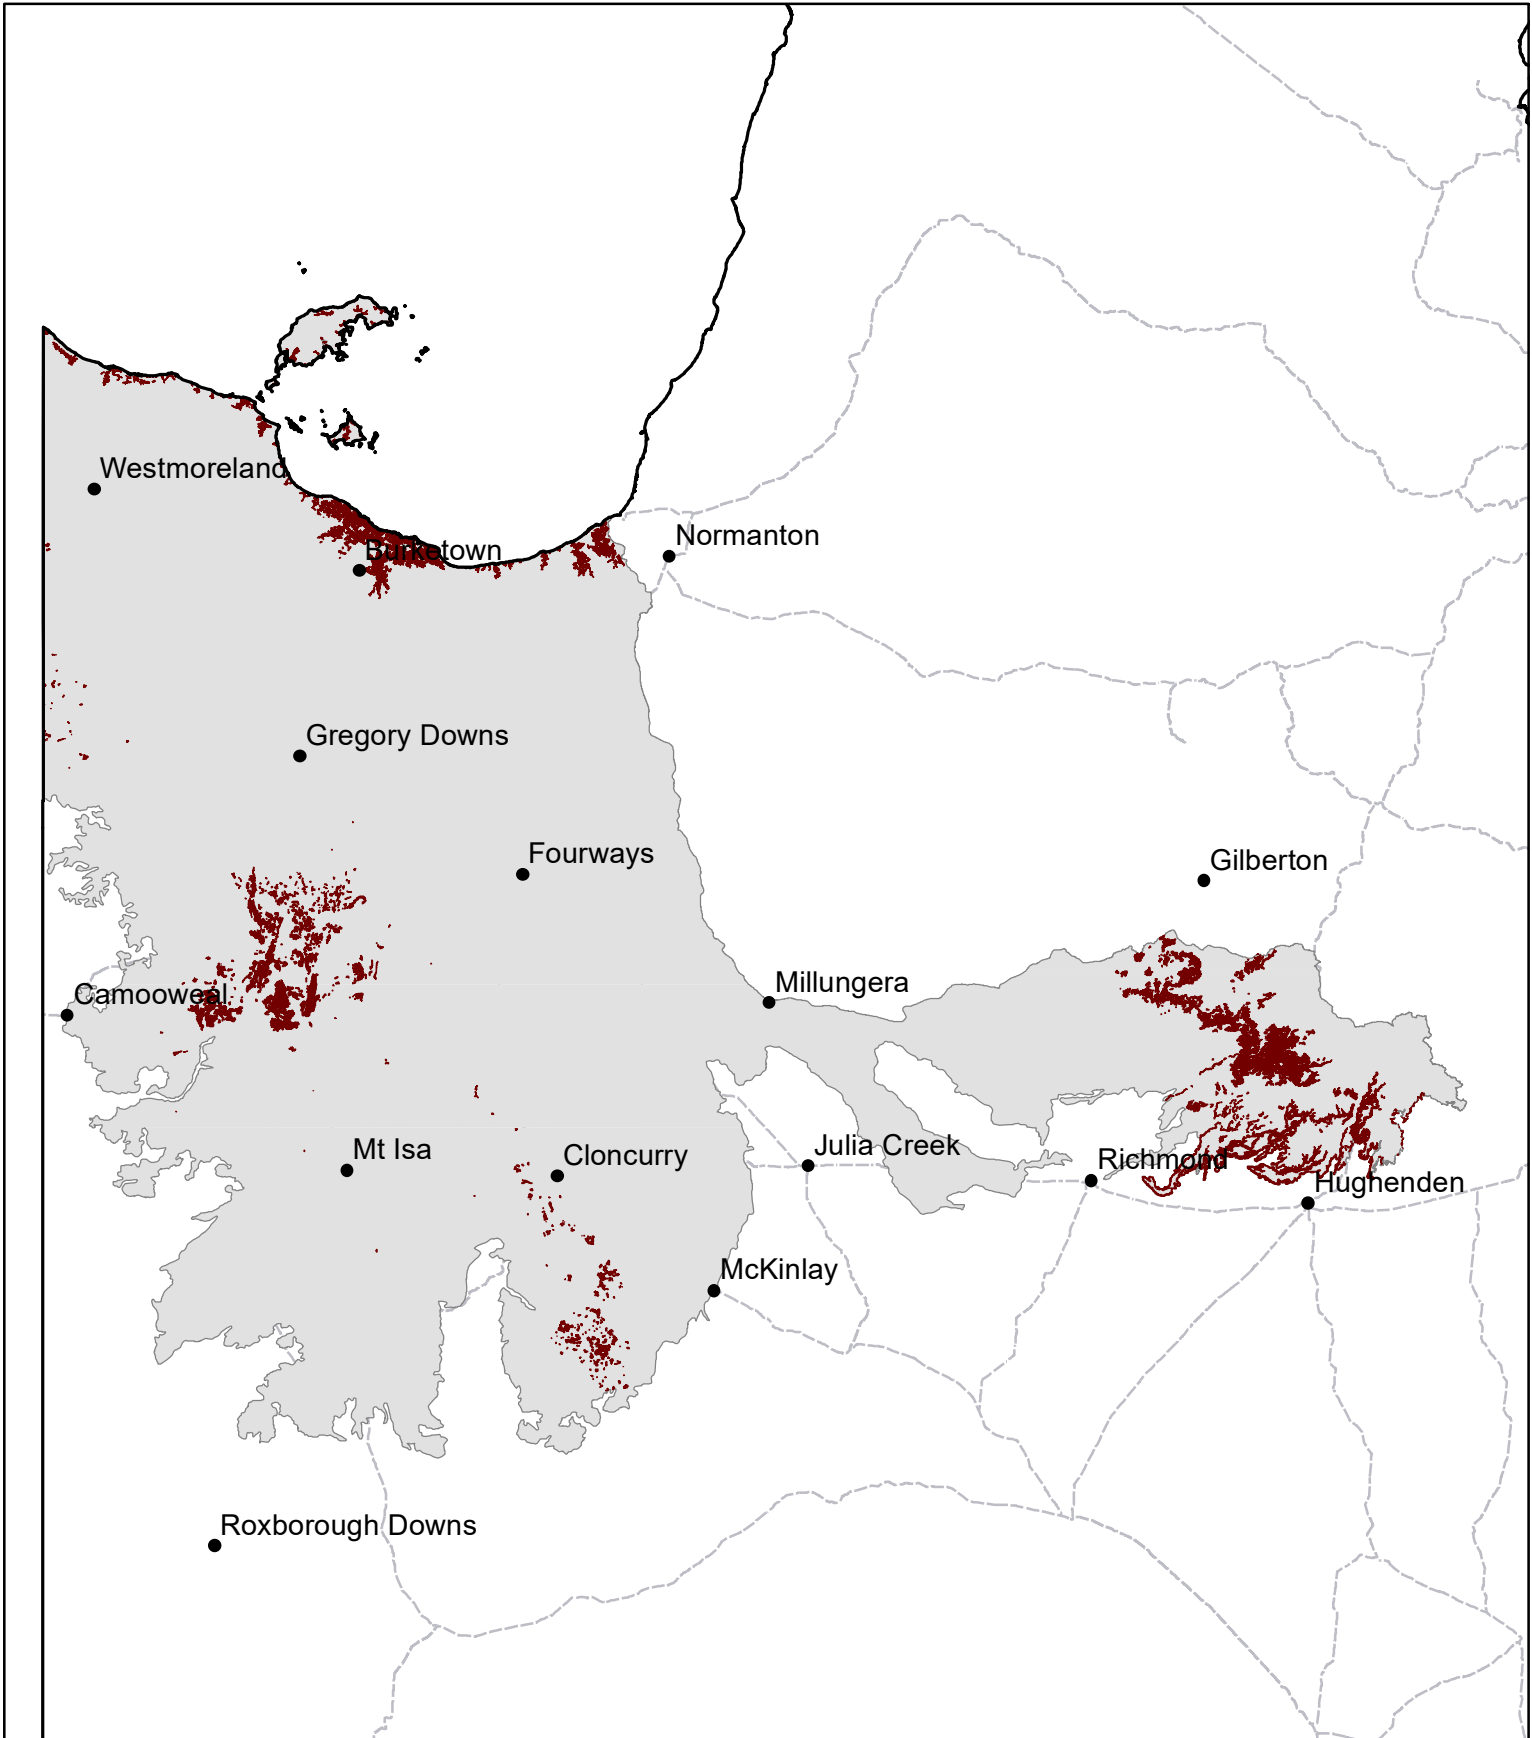 Westmoreland
Normanton
Burketown
Gregory Downs
Fourways
Gilberton
Millungera
Camooweal
Julia Creek
Mt Isa
Cloncurry
Richmond
Hughenden
McKinlay
Roxborough Downs